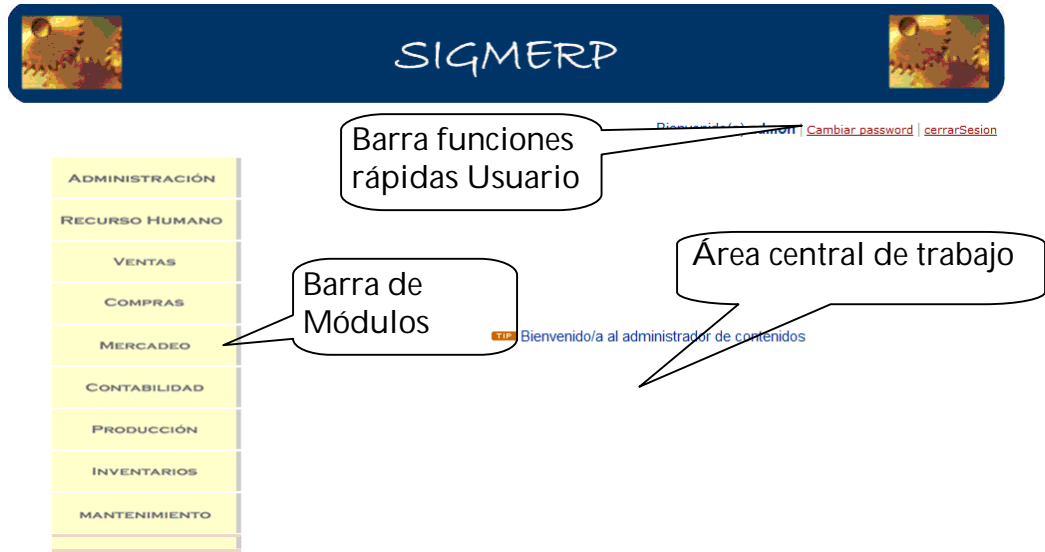 SIGMERP
Barra funciones
rápidas Usuario
Cambiar password | cerrarSesion
ADMINISTRACIÓN
RECURSO HUMANO
VENTAS
COMPRAS
MERCADEO
CONTABILIDAD
PRODUCCIÓN
INVENTARIOS
MANTENIMIENTO
Barra de
Módulos
Área central de trabajo
TIP Bienvenido/a al administrador de contenidos